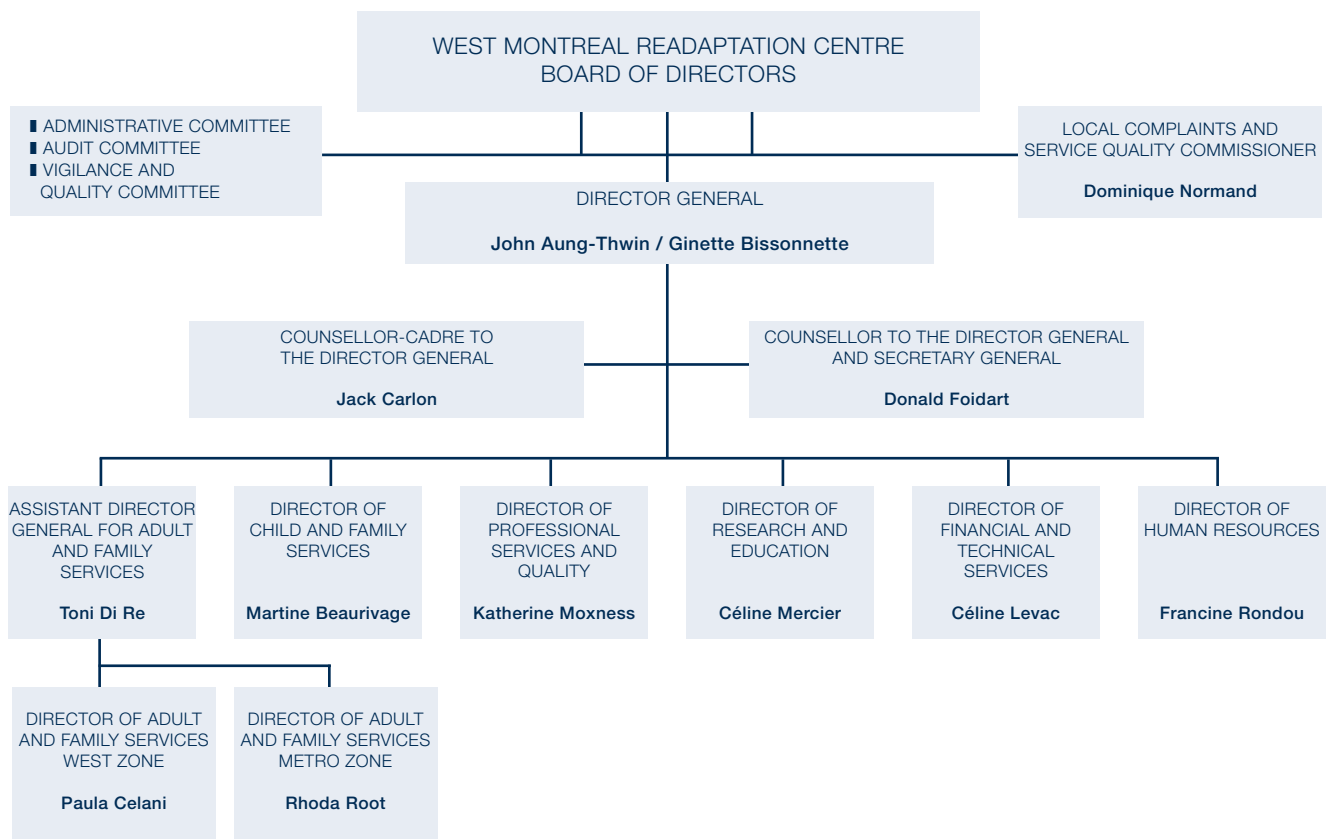 WEST MONTREAL READAPTATION CENTRE
BOARD OF DIRECTORS
ADMINISTRATIVE COMMITTEE
AUDIT COMMITTEE
VIGILANCE AND
QUALITY COMMITTEE
LOCAL COMPLAINTS AND
SERVICE QUALITY COMMISSIONER
Dominique Normand
DIRECTOR GENERAL
John Aung-Thwin / Ginette Bissonnette
COUNSELLOR-CADRE TO
THE DIRECTOR GENERAL
Jack Carlon
COUNSELLOR TO THE DIRECTOR GENERAL
AND SECRETARY GENERAL
Donald Foidart
ASSISTANT DIRECTOR
GENERAL FOR ADULT
AND FAMILY
SERVICES
Toni Di Re
DIRECTOR OF
CHILD AND FAMILY
SERVICES
Martine Beaurivage
DIRECTOR OF
PROFESSIONAL
SERVICES AND
QUALITY
Katherine Moxness
DIRECTOR OF
RESEARCH AND
EDUCATION
Céline Mercier
DIRECTOR OF
FINANCIAL AND
TECHNICAL
SERVICES
Céline Levac
DIRECTOR OF
HUMAN RESOURCES
Francine Rondou
DIRECTOR OF ADULT
AND FAMILY SERVICES
WEST ZONE
Paula Celani
DIRECTOR OF ADULT
AND FAMILY SERVICES
METRO ZONE
Rhoda Root